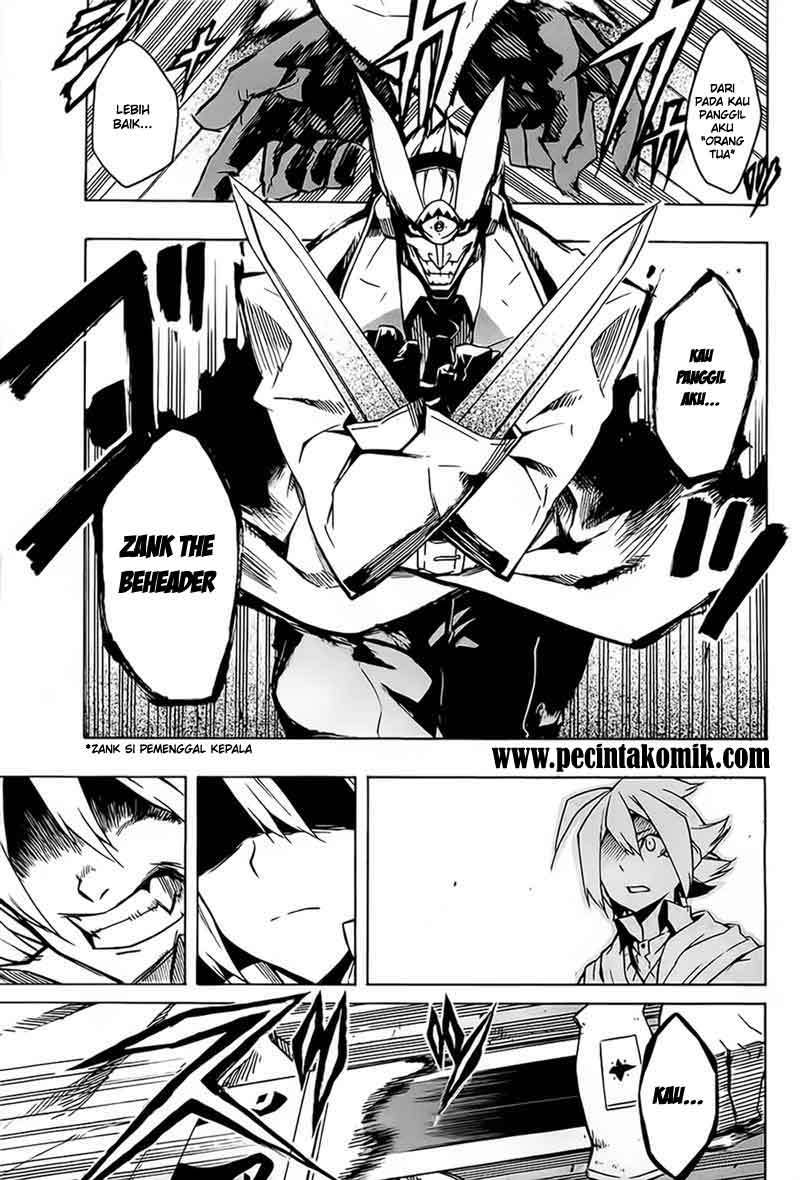 DARI
PADA KAU
PANGGIL
AKU
"ORANG
TUA"
LEBIH
BAIK...
KAU
PANGGIL
AKU...
ZANK THE
BEHEADER
*ZANK SI PEMENGGAL KEPALA
www.pecintakomik.com
KAU...